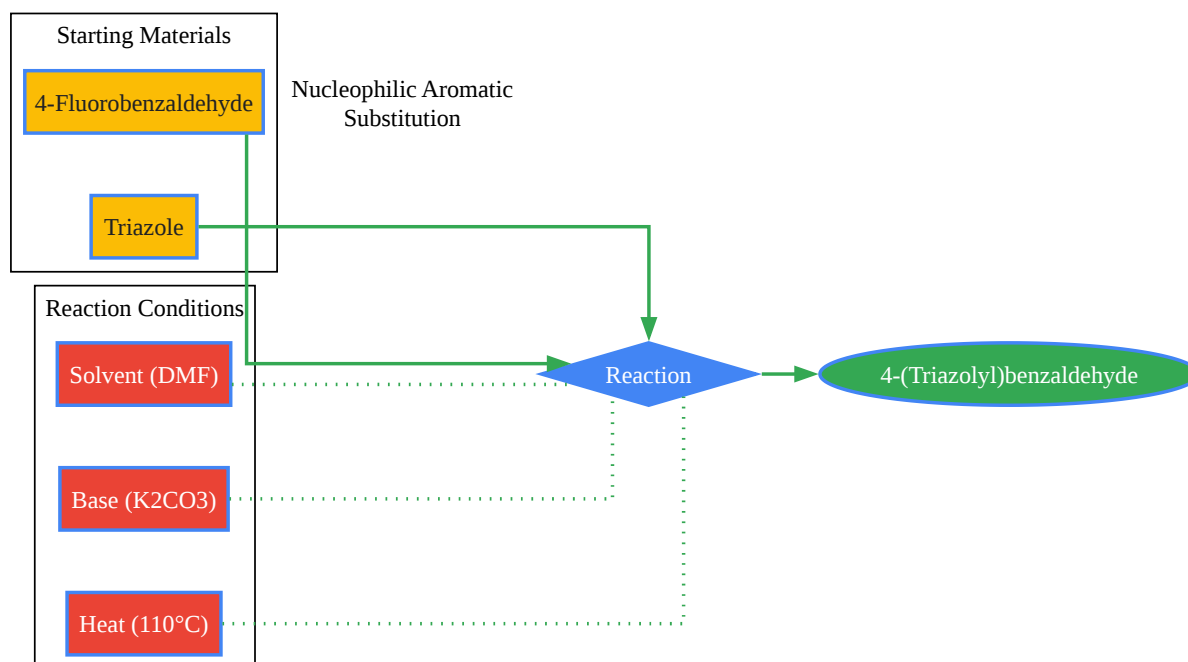 Starting Materials
4-Fluorobenzaldehyde
Nucleophilic Aromatic
Substitution
Triazole
Reaction Conditions
Solvent (DMF)
Reaction
4-(Triazolyl)benzaldehyde
Base (K2CO3)
Heat (110°C)